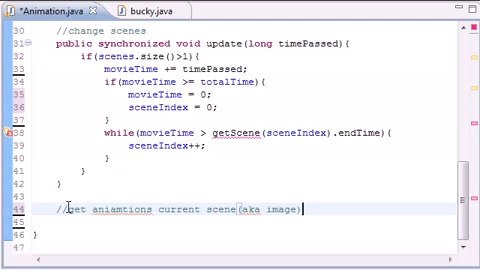 *Animation.java
bucky.java
30
//change scenes
31 public synchronized void update(long timePassed){
32 if(scenes.size()>1){
33 movieTime += timePassed;
34 if(movieTime >= totalTime){
35 movieTime = 0;
36 sceneIndex = 0;
37 }
38 while(movieTime > getScene(sceneIndex).endTime){
39 sceneIndex++;
40 }
41 }
42 }
43
44 //get aniamtions current scene(aka image)
45
46 }
47